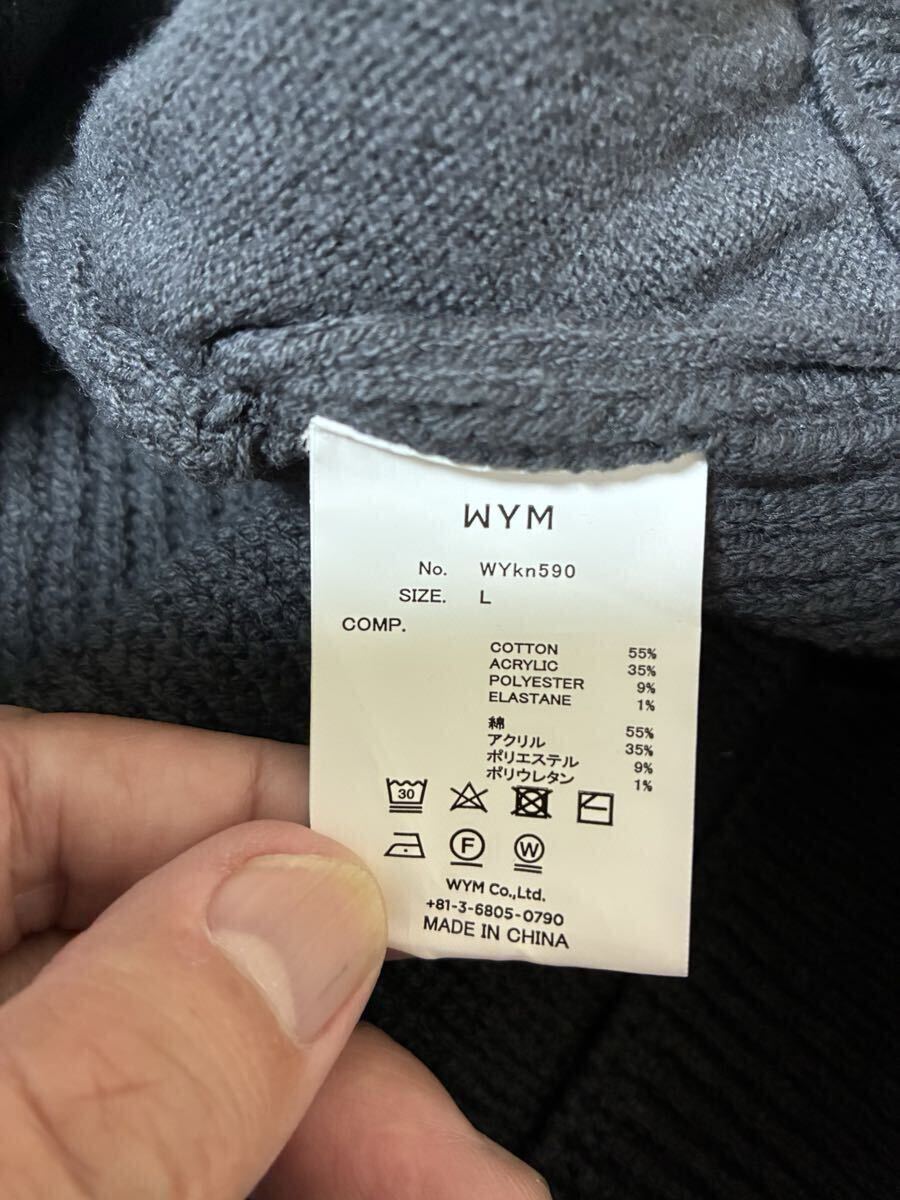 WYM
No. WYkn590
SIZE. L
COMP.
COTTON 55%
ACRYLIC 35%
POLYESTER 9%
ELASTANE 1%
綿 55%
アクリル 35%
ポリエステル 9%
ポリウレタン 1%
30
F W
WYM Co.,Ltd.
+81-3-6805-0790
MADE IN CHINA